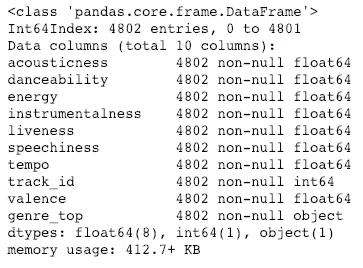 <class 'pandas.core.frame.DataFrame'>
Int64Index: 4802 entries, 0 to 4801
Data columns (total 10 columns):
acousticness        4802 non-null float64
danceability        4802 non-null float64
energy              4802 non-null float64
instrumentalness    4802 non-null float64
liveness            4802 non-null float64
speechiness         4802 non-null float64
tempo               4802 non-null float64
track_id            4802 non-null int64
valence             4802 non-null float64
genre_top           4802 non-null object
dtypes: float64(8), int64(1), object(1)
memory usage: 412.7+ KB